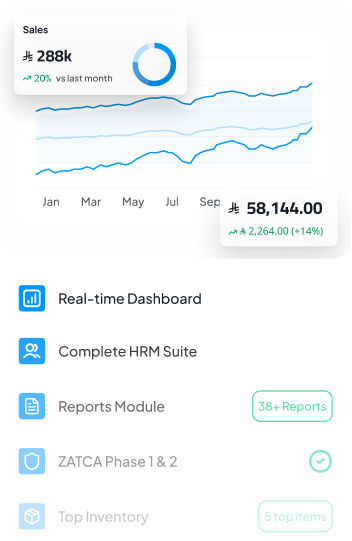 Sales
⃁ 288k
20% vs last month
Jan Mar May Jul Sep
⃁ 58,144.00
⃁ 2,264.00 (+14%)
Real-time Dashboard
Complete HRM Suite
Reports Module
38+ Reports
ZATCA Phase 1 & 2
Top Inventory
5 top items